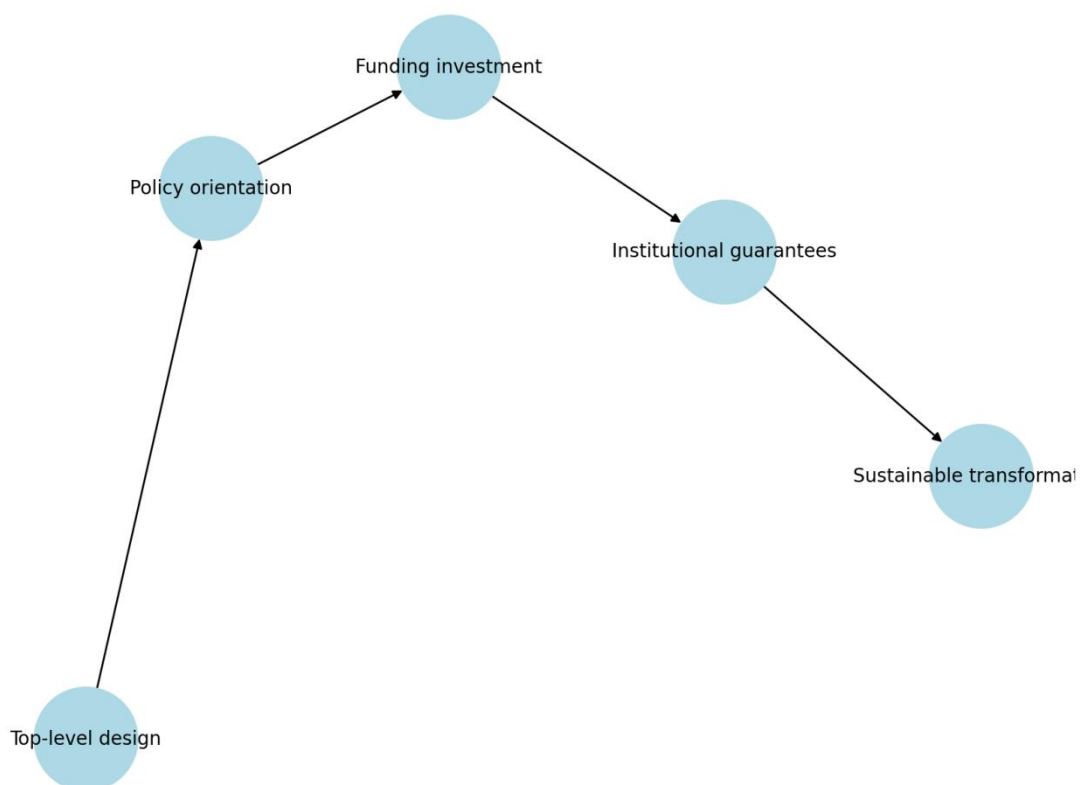 Funding investment
Policy orientation
Institutional guarantees
Sustainable transformat
Top-level design